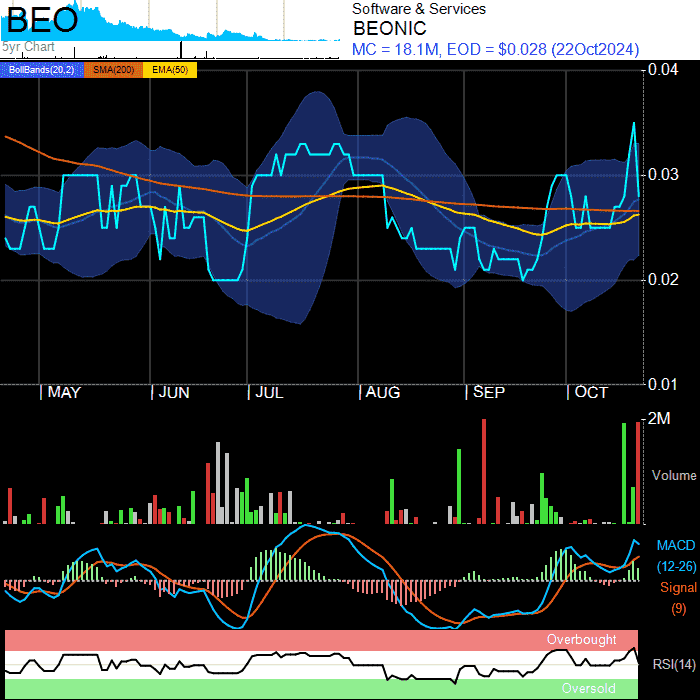 BEO
Software & Services
BEONIC
5yr Chart
MC = 18.1M, EOD = $0.028 (22Oct2024)
BollBands(20,2) SMA(200) EMA(50)
0.04
0.03
0.02
0.01
MAY JUN JUL AUG SEP OCT
2M
Volume
MACD
(12-26)
Signal
(9)
Overbought
RSI(14)
Oversold